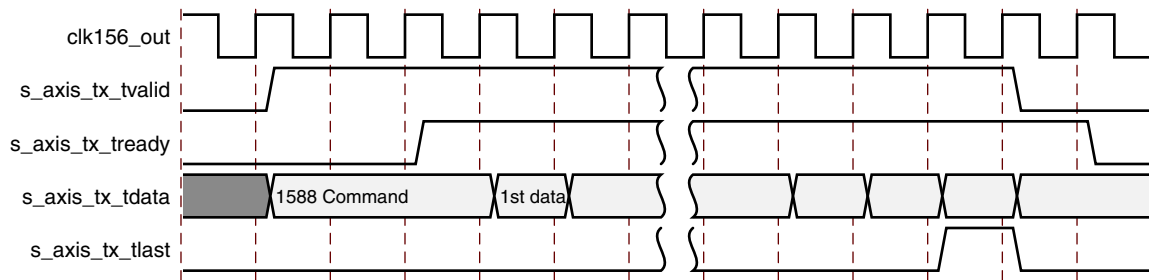 clk156_out
s_axis_tx_tvalid
s_axis_tx_tready
s_axis_tx_tdata 1588 Command 1st data
s_axis_tx_tlast